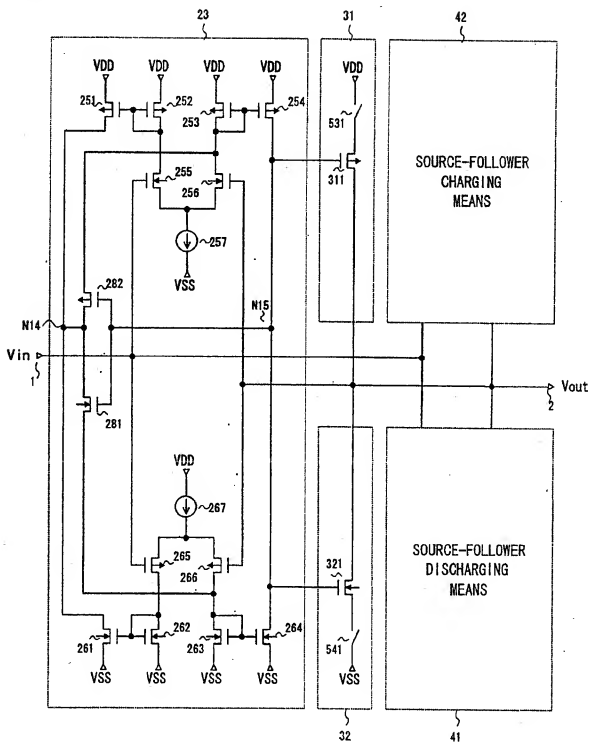 23
31
42
VDD
VDD
VDD
VDD
VDD
251
252
253
254
531
311
SOURCE-FOLLOWER
CHARGING
MEANS
255
256
257
VSS
282
N15
N14
Vin
1
Vout
2
281
VDD
267
265
266
321
SOURCE-FOLLOWER
DISCHARGING
MEANS
261
262
263
264
541
VSS
VSS
VSS
VSS
VSS
32
41